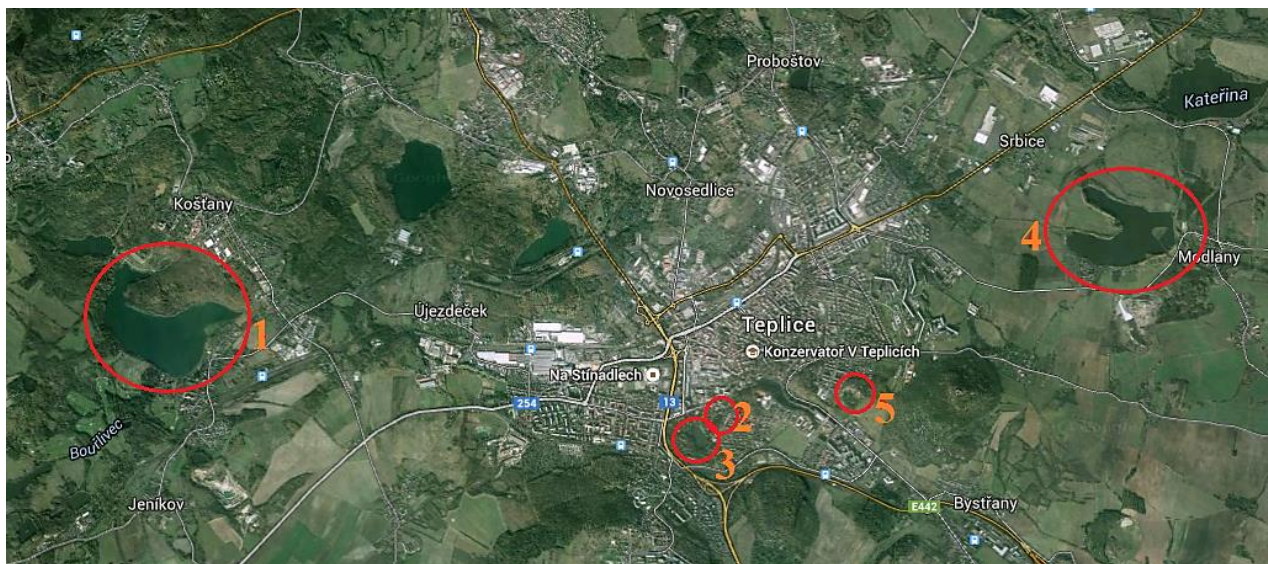 Proboštov
Kateřina
Srbice
Novosedlice
Košťany
4
Modlany
1
Újezdeček
Teplice
Konzervatoř V Teplicích
Na Stínadlech
254
13
2
5
3
Bouřlivec
Jeníkov
E442
Bystřany